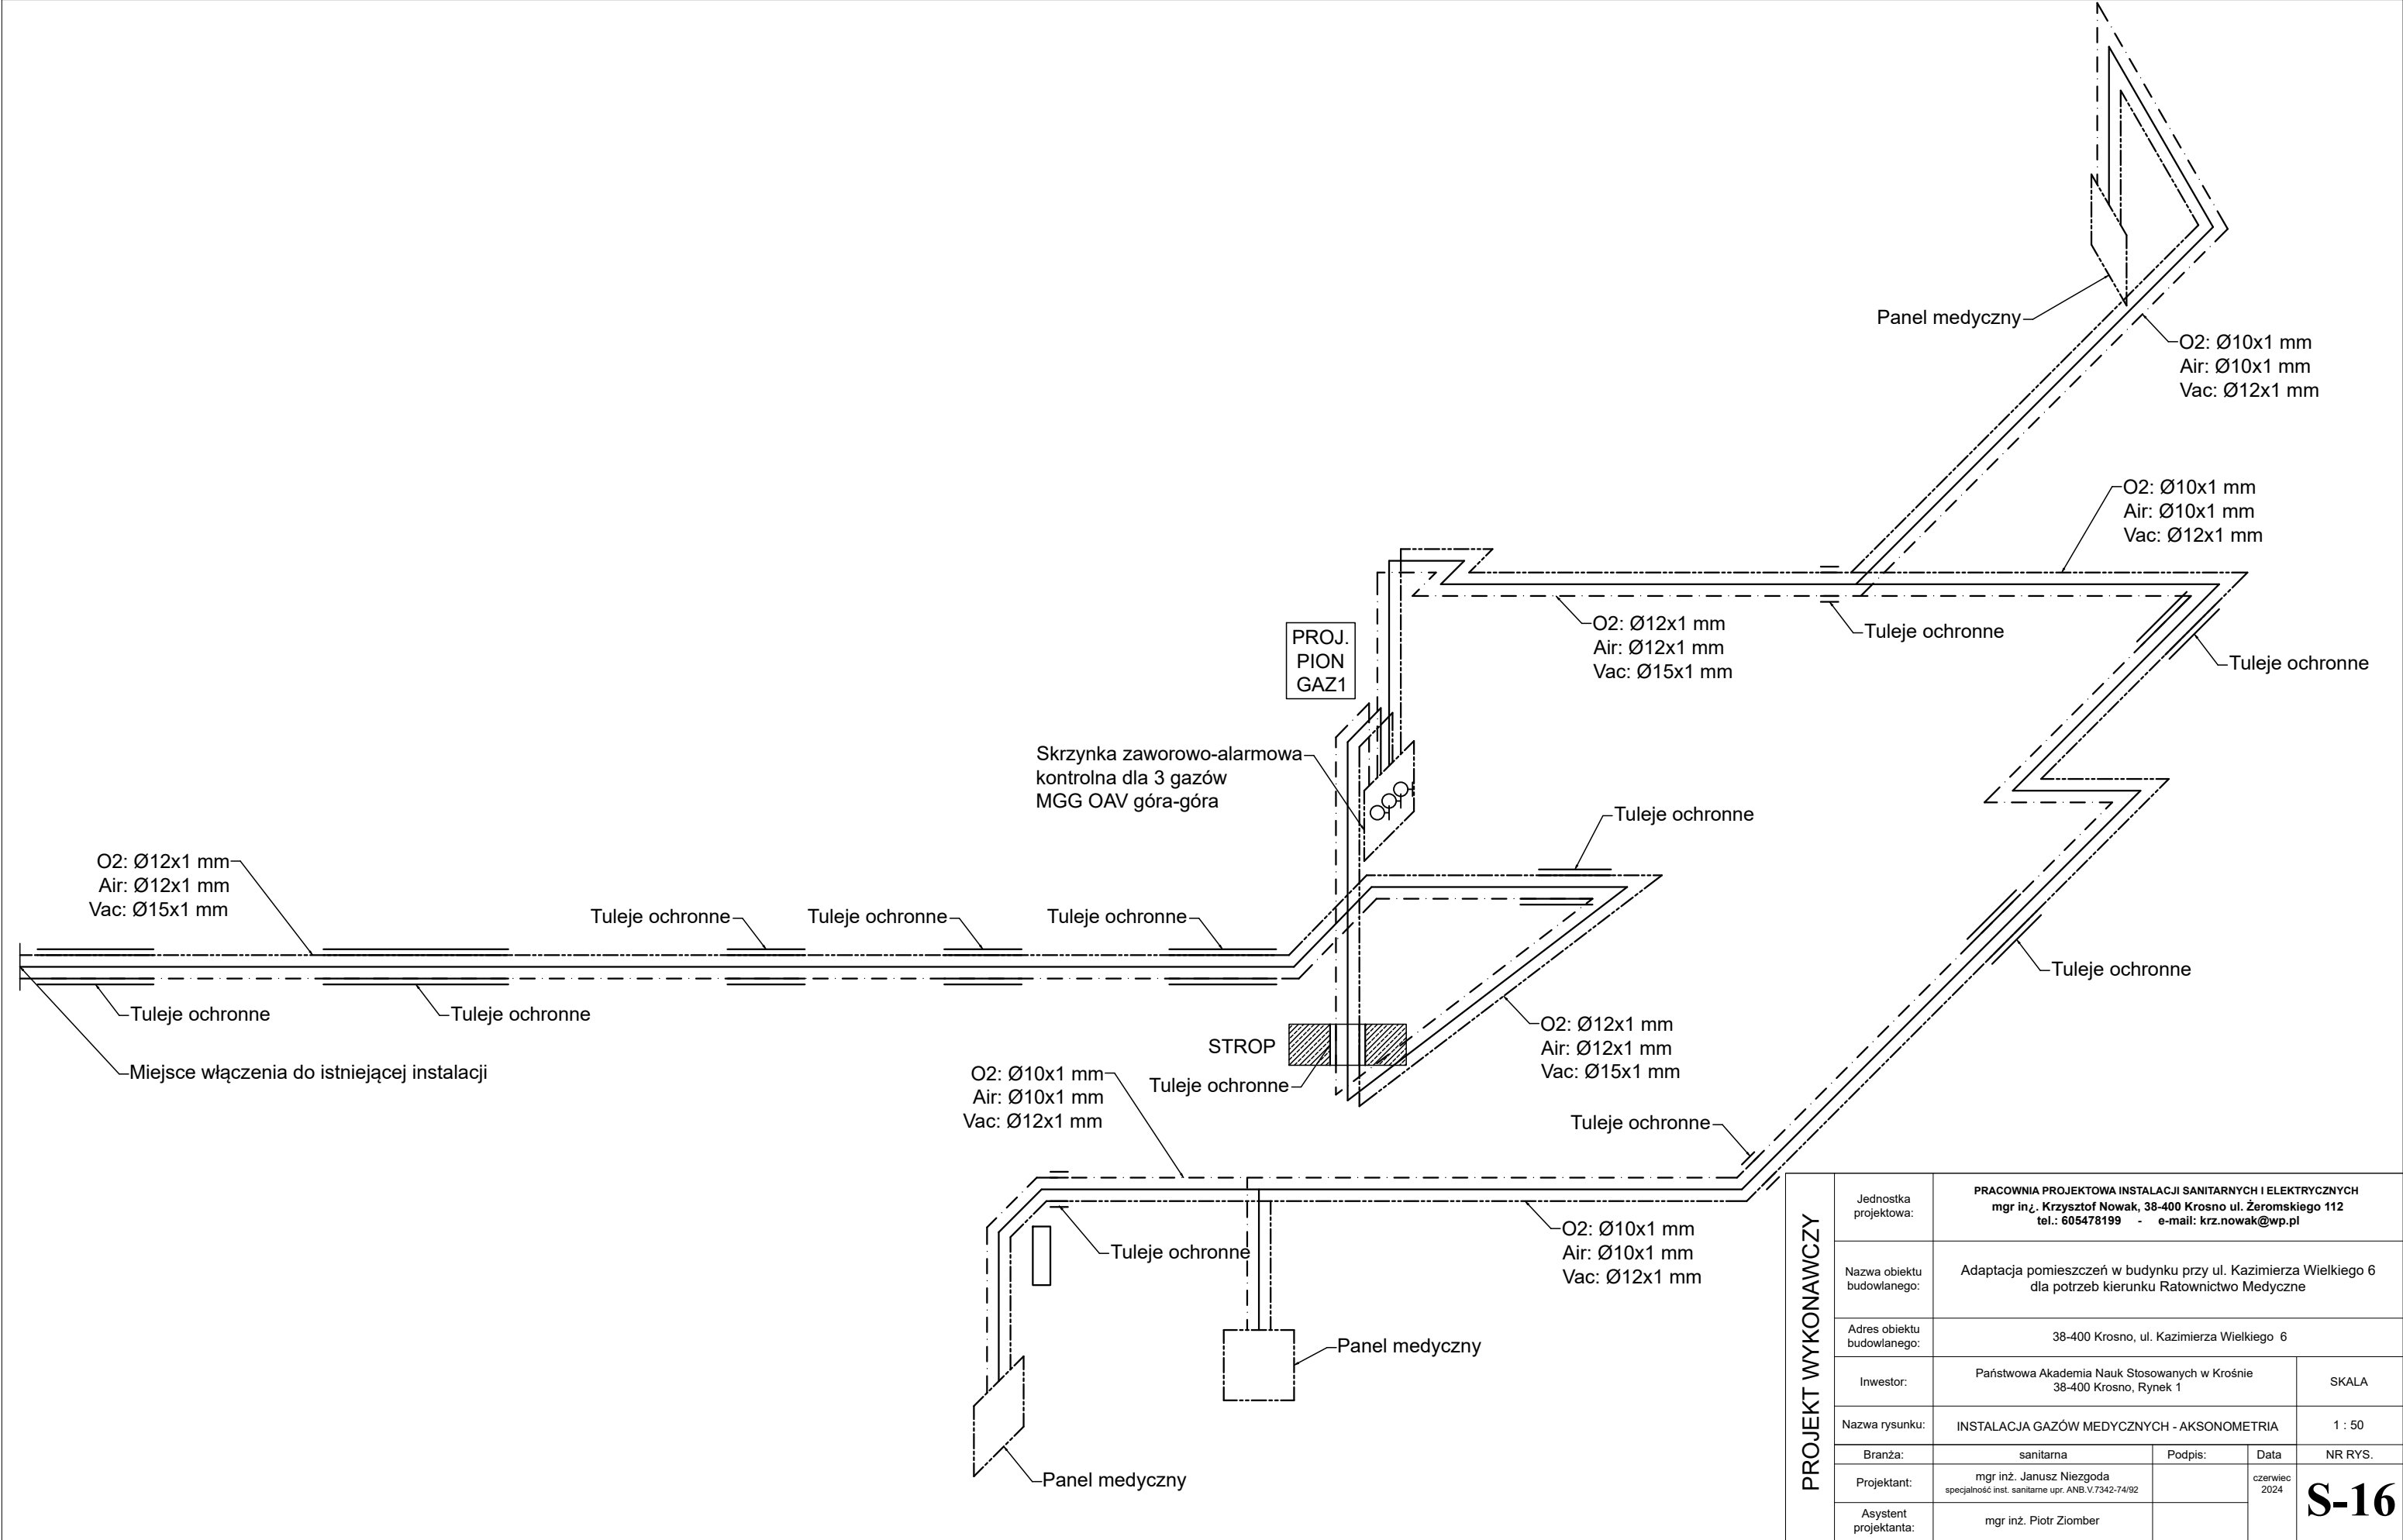 Panel medyczny
O2: Ø10x1 mm
Air: Ø10x1 mm
Vac: Ø12x1 mm
O2: Ø10x1 mm
Air: Ø10x1 mm
Vac: Ø12x1 mm
PROJ.
PION
GAZ1
O2: Ø12x1 mm
Air: Ø12x1 mm
Vac: Ø15x1 mm
Tuleje ochronne
Tuleje ochronne
Skrzynka zaworowo-alarmowa
kontrolna dla 3 gazów
MGG OAV góra-góra
Tuleje ochronne
O2: Ø12x1 mm
Air: Ø12x1 mm
Vac: Ø15x1 mm
Tuleje ochronne
Tuleje ochronne
Tuleje ochronne
Tuleje ochronne
Tuleje ochronne
Tuleje ochronne
Miejsce włączenia do istniejącej instalacji
STROP
Tuleje ochronne
O2: Ø12x1 mm
Air: Ø12x1 mm
Vac: Ø15x1 mm
O2: Ø10x1 mm
Air: Ø10x1 mm
Vac: Ø12x1 mm
Tuleje ochronne
Tuleje ochronne
O2: Ø10x1 mm
Air: Ø10x1 mm
Vac: Ø12x1 mm
Panel medyczny
Panel medyczny
PROJEKT WYKONAWCZY
Jednostka
projektowa:
PRACOWNIA PROJEKTOWA INSTALACJI SANITARNYCH I ELEKTRYCZNYCH
mgr in¿. Krzysztof Nowak, 38-400 Krosno ul. Żeromskiego 112
tel.: 605478199 - e-mail: krz.nowak@wp.pl
Nazwa obiektu
budowlanego:
Adaptacja pomieszczeń w budynku przy ul. Kazimierza Wielkiego 6
dla potrzeb kierunku Ratownictwo Medyczne
Adres obiektu
budowlanego:
38-400 Krosno, ul. Kazimierza Wielkiego 6
Inwestor:
Państwowa Akademia Nauk Stosowanych w Krośnie
38-400 Krosno, Rynek 1
SKALA
Nazwa rysunku:
INSTALACJA GAZÓW MEDYCZNYCH - AKSONOMETRIA
1 : 50
Branża:
sanitarna
Podpis:
Data
NR RYS.
Projektant:
mgr inż. Janusz Niezgoda
specjalność inst. sanitarne upr. ANB.V.7342-74/92
czerwiec
2024
S-16
Asystent
projektanta:
mgr inż. Piotr Ziomber